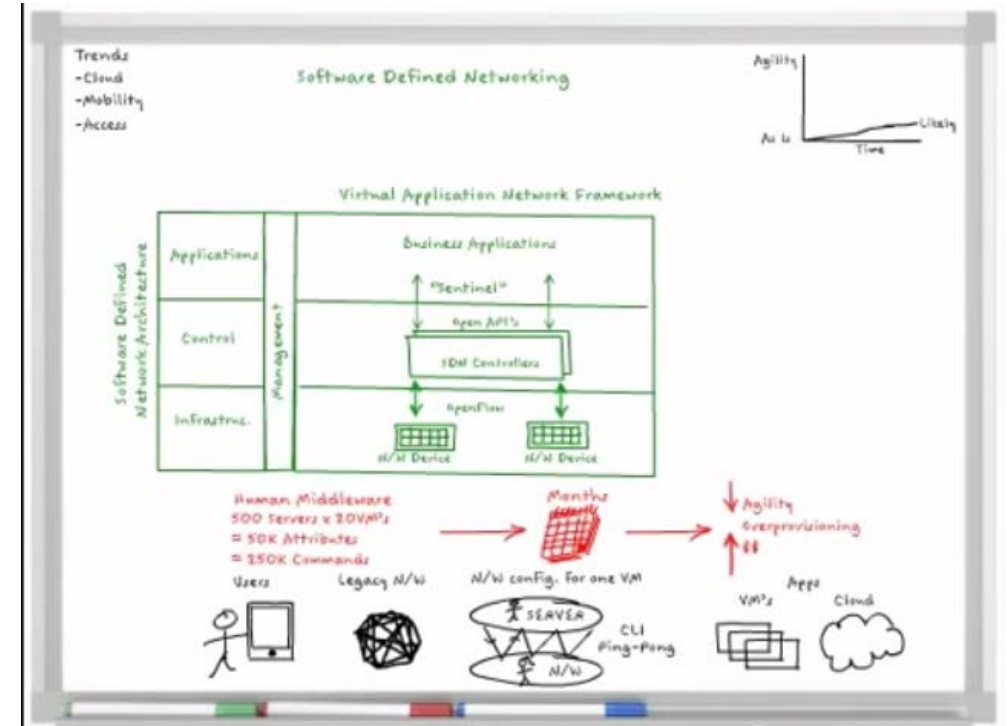 Trends
-Cloud
-Mobility
-Access
Software Defined Networking
Agility
As Is
Likely
Time
Virtual Application Network Framework
Software Defined
Network Architecture
Applications
Control
Infrastruc.
Management
Business Applications
"Sentinel"
Open API's
SDN Controllers
OpenFlow
N/W Device
N/W Device
Human Middleware
500 Servers x 20VM's
= 50K Attributes
= 250K Commands
Months
Agility
Overprovisioning
$$
Users
Legacy N/W
N/W config. for one VM
SERVER
N/W
CLI
Ping-Pong
Apps
VM's
Cloud